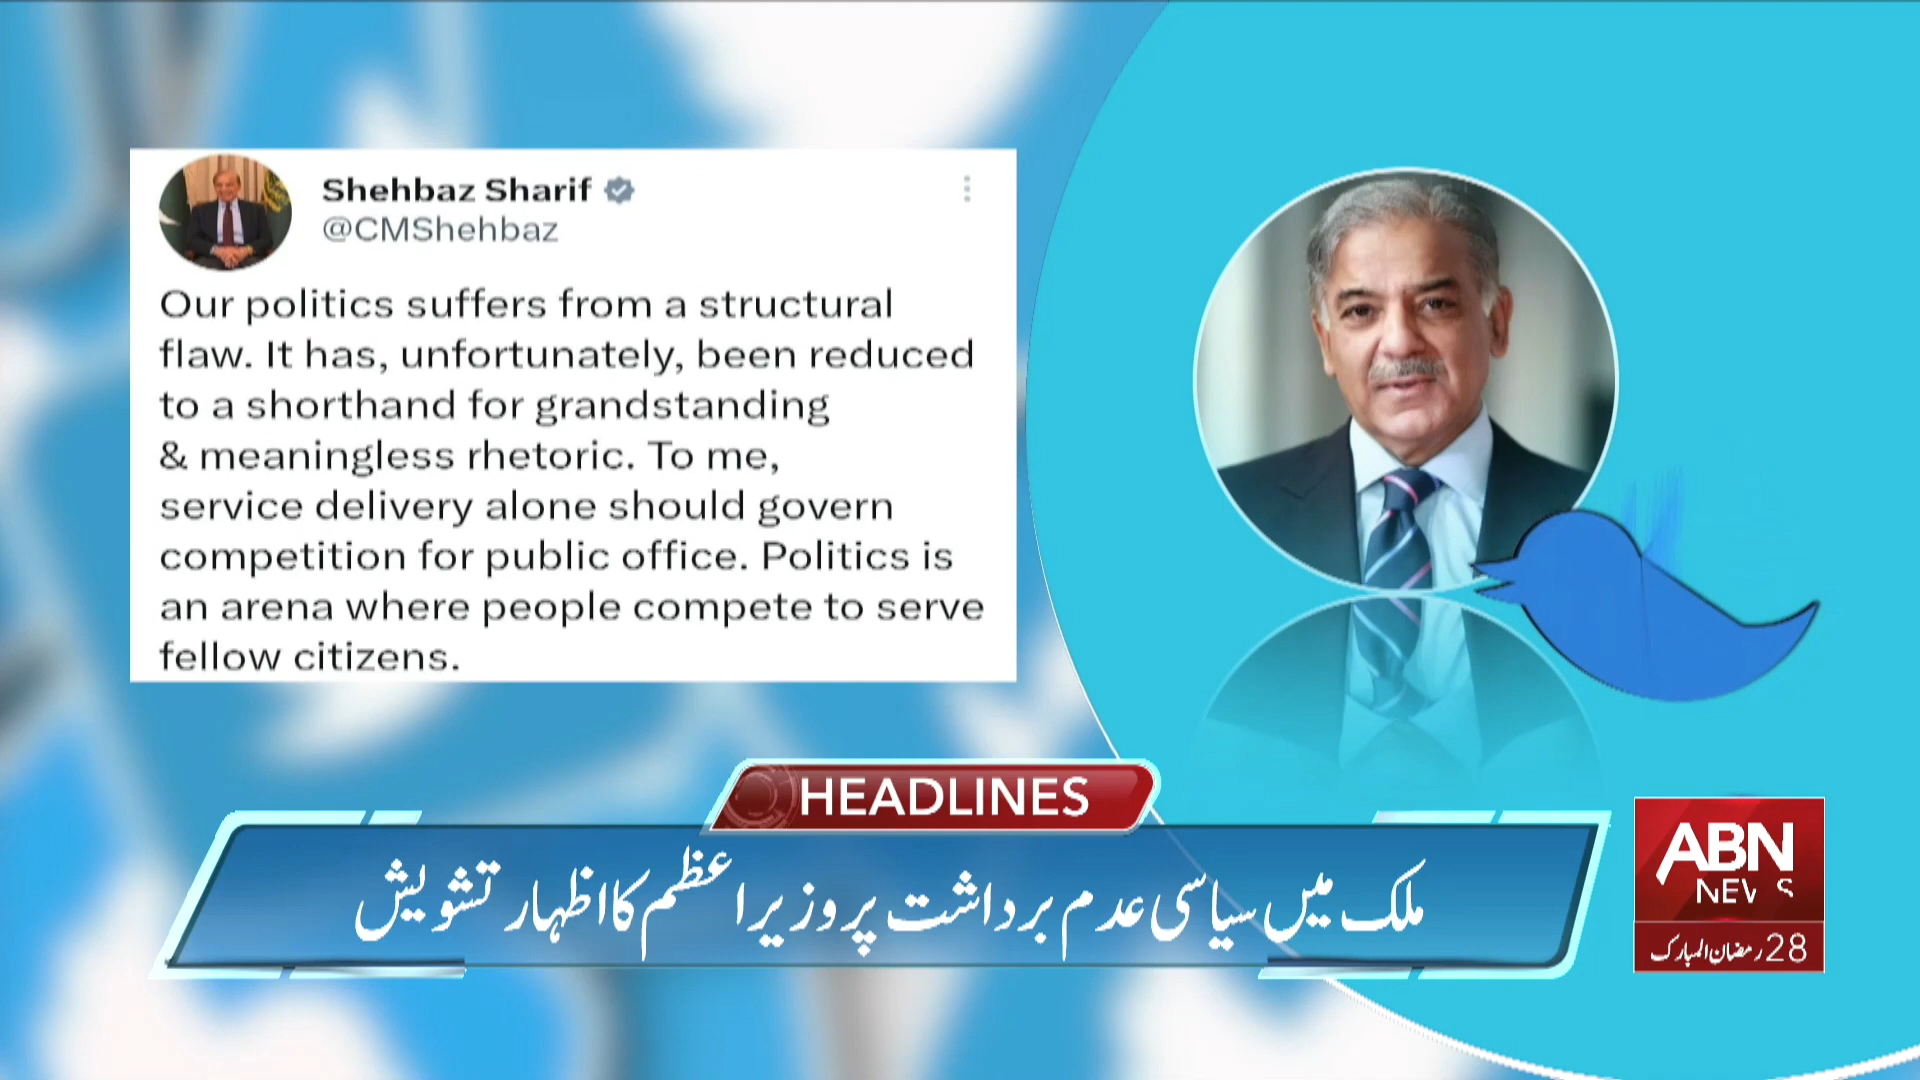 Shehbaz Sharif
@CMShehbaz
Our politics suffers from a structural
flaw. It has, unfortunately, been reduced
to a shorthand for grandstanding
& meaningless rhetoric. To me,
service delivery alone should govern
competition for public office. Politics is
an arena where people compete to serve
fellow citizens.
HEADLINES
ملک میں سیاسی عدم برداشت پر وزیراعظم کا اظہار تشویش
ABN
NEWS
28 رمضان المبارک